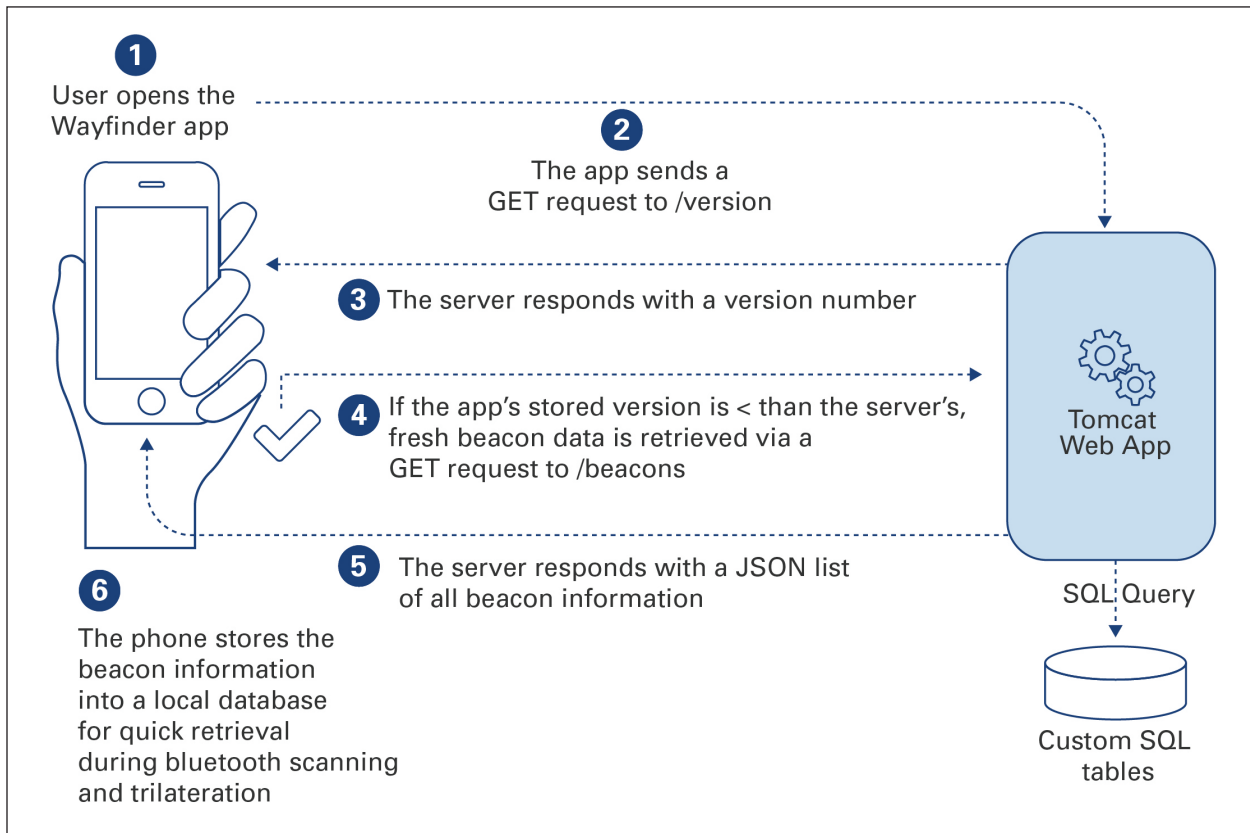 1
User opens the
Wayfinder app
2
The app sends a
GET request to /version
3 The server responds with a version number
4 If the app's stored version is < than the server's,
fresh beacon data is retrieved via a
GET request to /beacons
Tomcat
Web App
5 The server responds with a JSON list
of all beacon information
SQL Query
Custom SQL
tables
6
The phone stores the
beacon information
into a local database
for quick retrieval
during bluetooth scanning
and trilateration